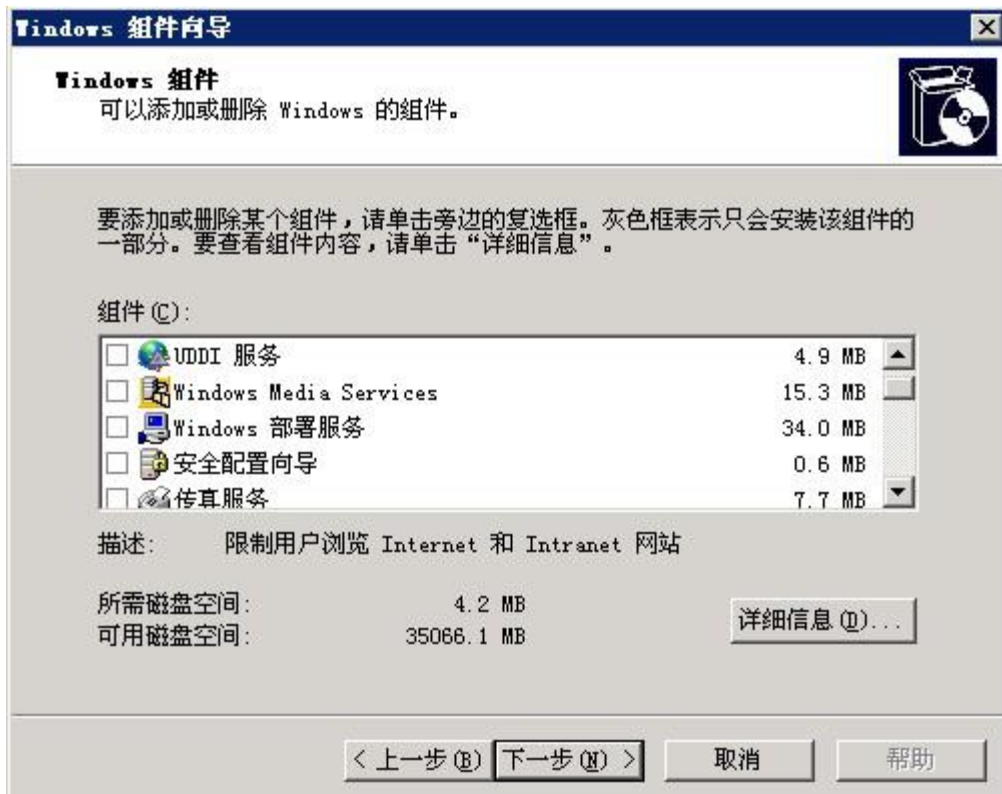 Windows 组件向导
Windows 组件
可以添加或删除 Windows 的组件。
要添加或删除某个组件，请单击旁边的复选框。灰色框表示只会安装该组件的
一部分。要查看组件内容，请单击“详细信息”。
组件(C):
UDDI 服务 4.9 MB
Windows Media Services 15.3 MB
Windows 部署服务 34.0 MB
安全配置向导 0.6 MB
传真服务 7.7 MB
描述: 限制用户浏览 Internet 和 Intranet 网站
所需磁盘空间: 4.2 MB
可用磁盘空间: 35066.1 MB
详细信息(D)...
< 上一步(B) 下一步(N) > 取消 帮助